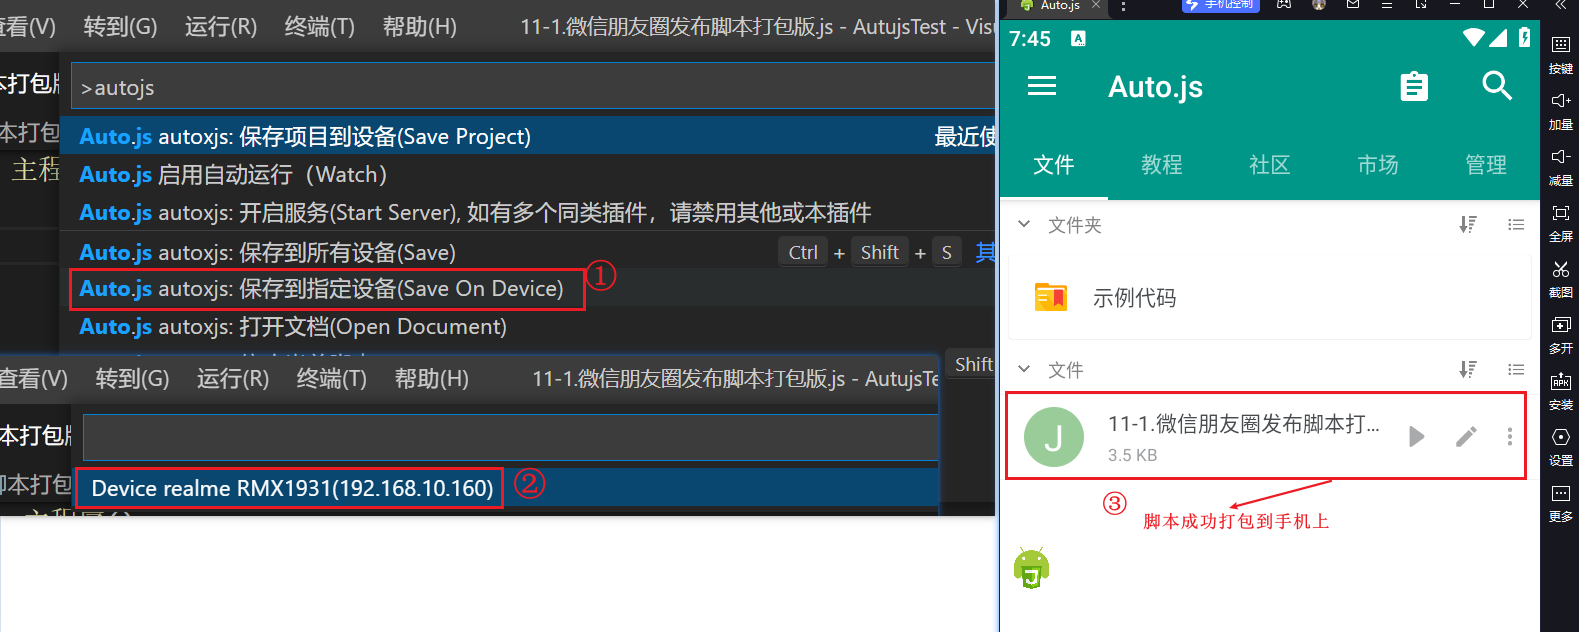 查看(V) 转到(G) 运行(R) 终端(T) 帮助(H) 11-1.微信朋友圈发布脚本打包版.js - AutujsTest - Visu
本打包版
>autojs
本打包
主程
Auto.js autoxjs: 保存项目到设备(Save Project) 最近使
Auto.js 启用自动运行（Watch）
Auto.js autoxjs: 开启服务(Start Server), 如有多个同类插件，请禁用其他或本插件
Auto.js autoxjs: 保存到所有设备(Save) Ctrl + Shift + S 其
Auto.js autoxjs: 保存到指定设备(Save On Device) ①
Auto.js autoxjs: 打开文档(Open Document)
Shift
查看(V) 转到(G) 运行(R) 终端(T) 帮助(H) 11-1.微信朋友圈发布脚本打包版.js - AutujsTe
本打包版
脚本打包
Device realme RMX1931(192.168.10.160) ②
Auto.js 手机控制
7:45 A
Auto.js
文件 教程 社区 市场 管理
文件夹
示例代码
文件
J 11-1.微信朋友圈发布脚本打...
3.5 KB
③ 脚本成功打包到手机上
按键
加量
减量
全屏
截图
多开
APK
安装
设置
更多